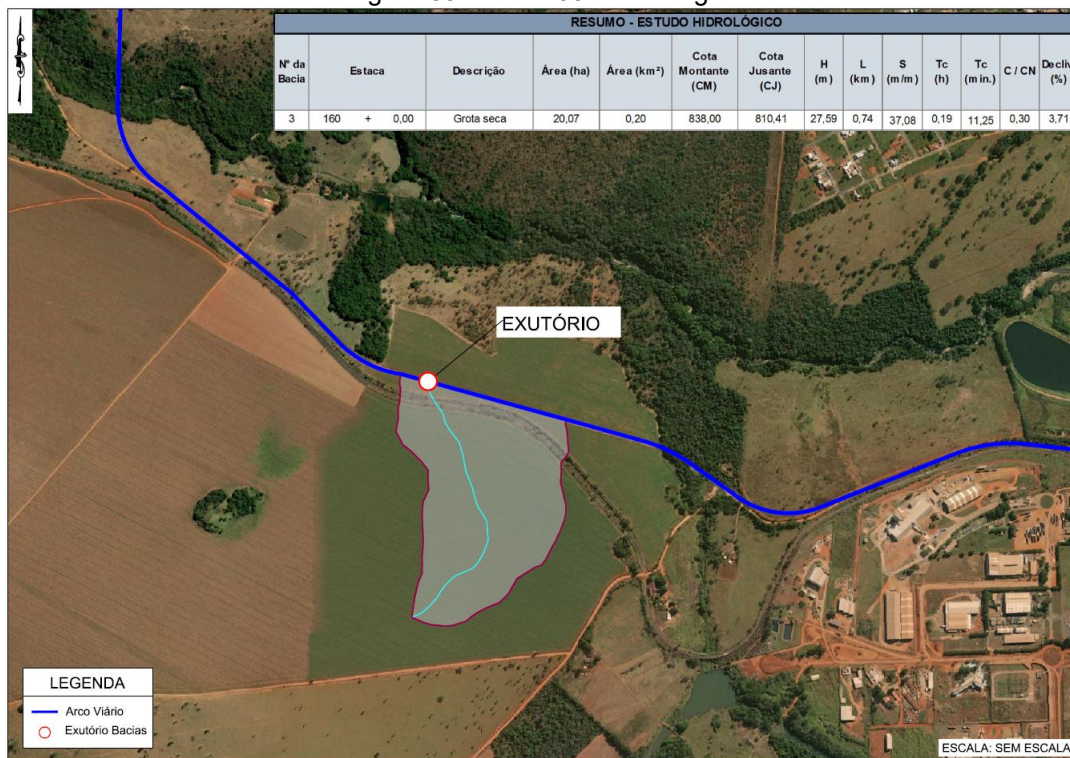 RESUMO - ESTUDO HIDROLÓGICO
Nº da Bacia Estaca Descrição Área (ha) Área (km²) Cota Montante (CM) Cota Jusante (CJ) H (m) L (km) S (m/m) Tc (h) Tc (min.) C / CN Decliv (%)
3 160 + 0,00 Grota seca 20,07 0,20 838,00 810,41 27,59 0,74 37,08 0,19 11,25 0,30 3,71
EXUTÓRIO
LEGENDA
Arco Viário
Exutório Bacias
ESCALA: SEM ESCALA